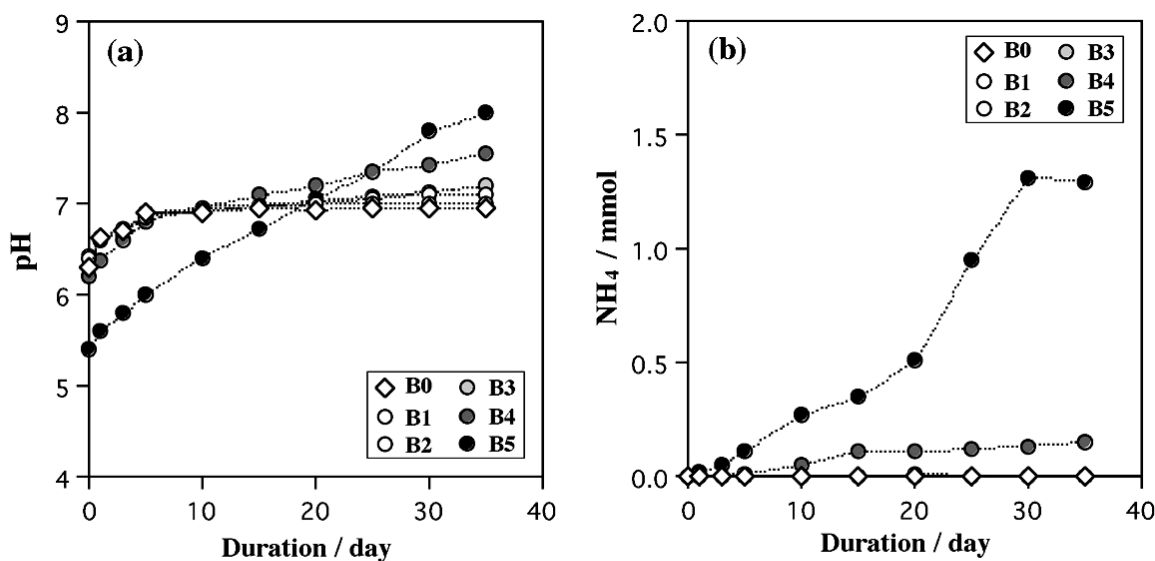 (a)
pH
9
8
7
6
5
4
0 10 20 30 40
Duration / day
B0 B3
B1 B4
B2 B5
(b)
NH₄ / mmol
2.0
1.5
1.0
0.5
0.0
0 10 20 30 40
Duration / day
B0 B3
B1 B4
B2 B5